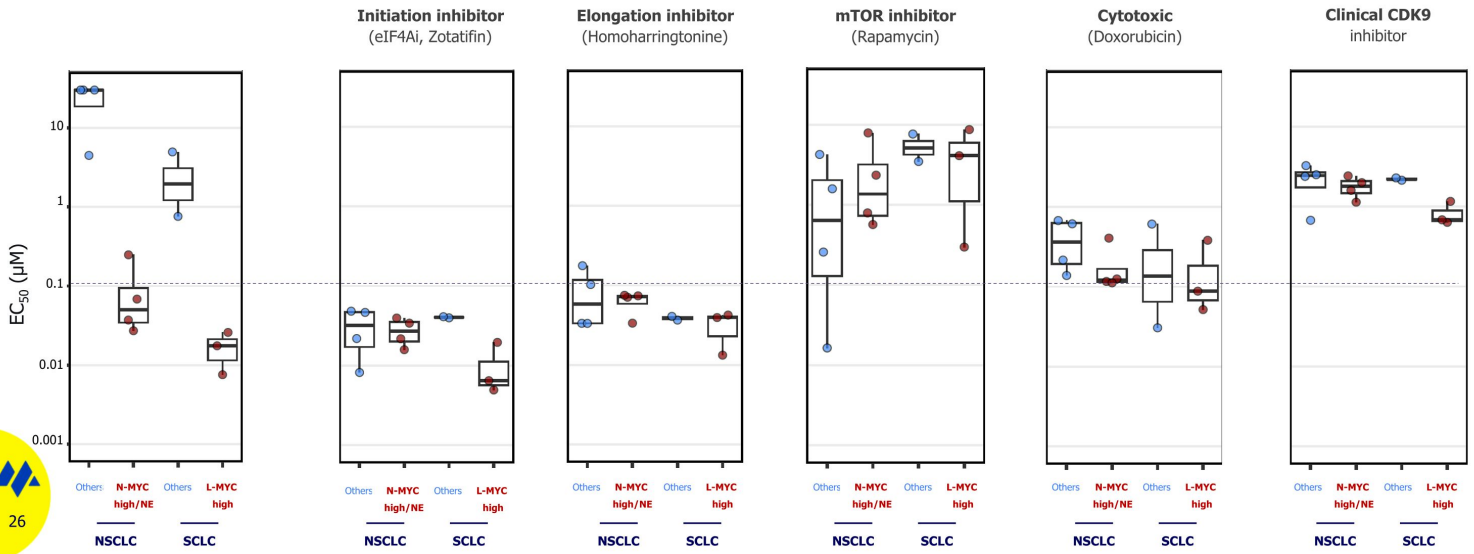 Initiation inhibitor
(eIF4Ai, Zotatifin)
Elongation inhibitor
(Homoharringtonine)
mTOR inhibitor
(Rapamycin)
Cytotoxic
(Doxorubicin)
Clinical CDK9
inhibitor
EC50 (µM)
10
1
0.1
0.01
0.001
Others N-MYC Others L-MYC
high/NE high
NSCLC SCLC
Others N-MYC Others L-MYC
high/NE high
NSCLC SCLC
Others N-MYC Others L-MYC
high/NE high
NSCLC SCLC
Others N-MYC Others L-MYC
high/NE high
NSCLC SCLC
Others N-MYC Others L-MYC
high/NE high
NSCLC SCLC
Others N-MYC Others L-MYC
high/NE high
NSCLC SCLC
26